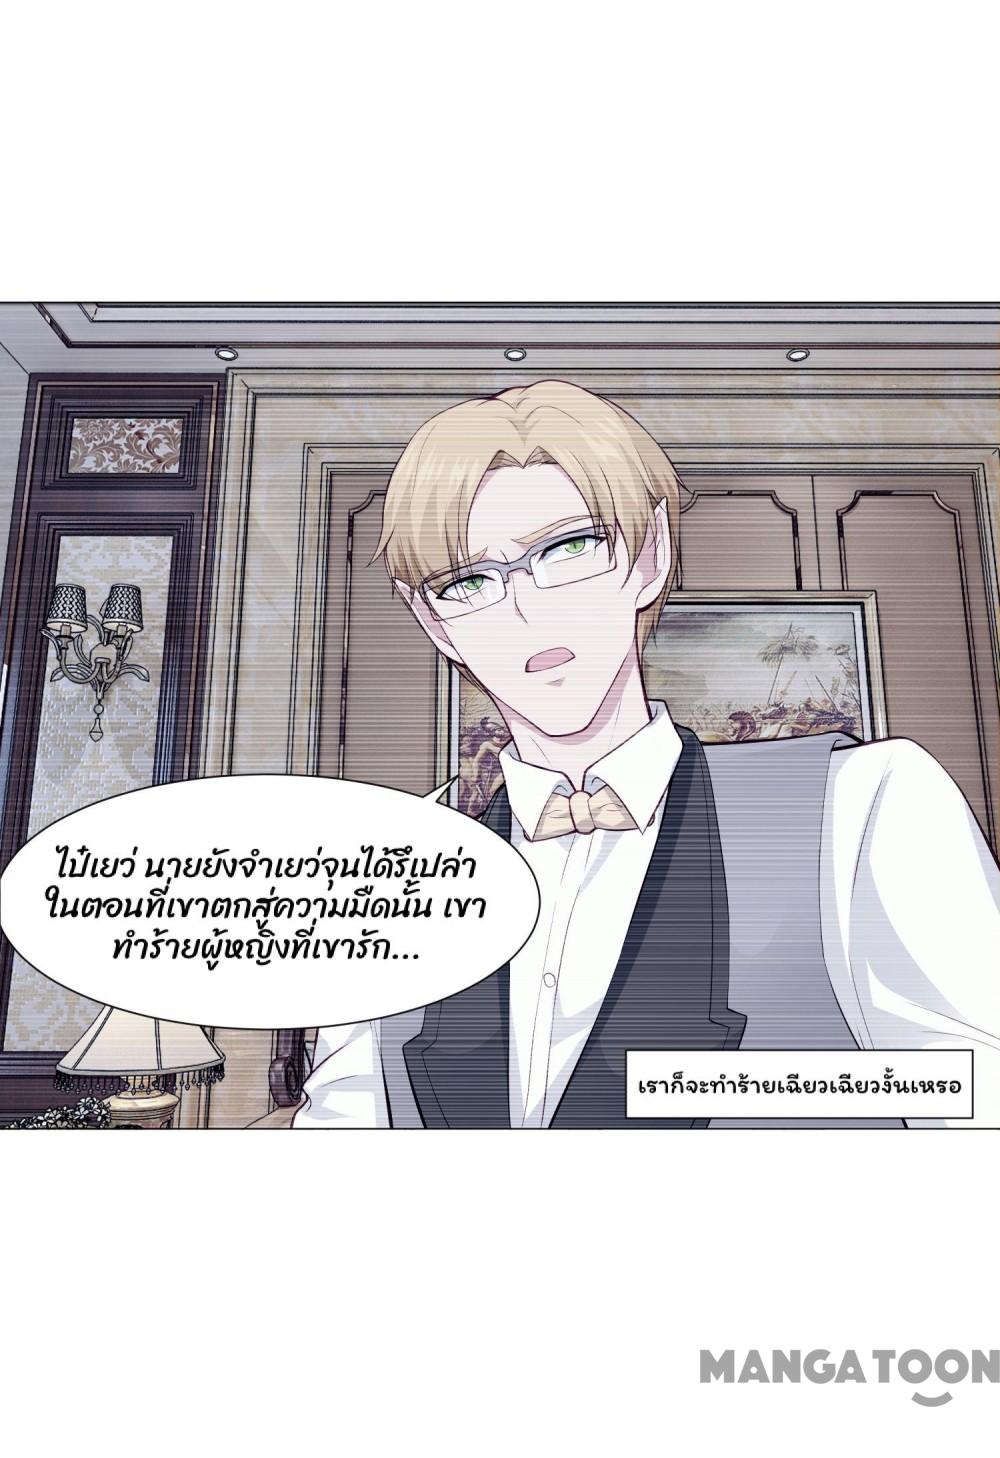 ไป๋เยว่ นายยังจำเยว่จุนได้รึเปล่า
ในตอนที่เขาตกสู่ความมืดนั้น เขา
ทำร้ายผู้หญิงที่เขารัก...
เราก็จะทำร้ายเฉียวเฉียวงั้นเหรอ
MANGATOON